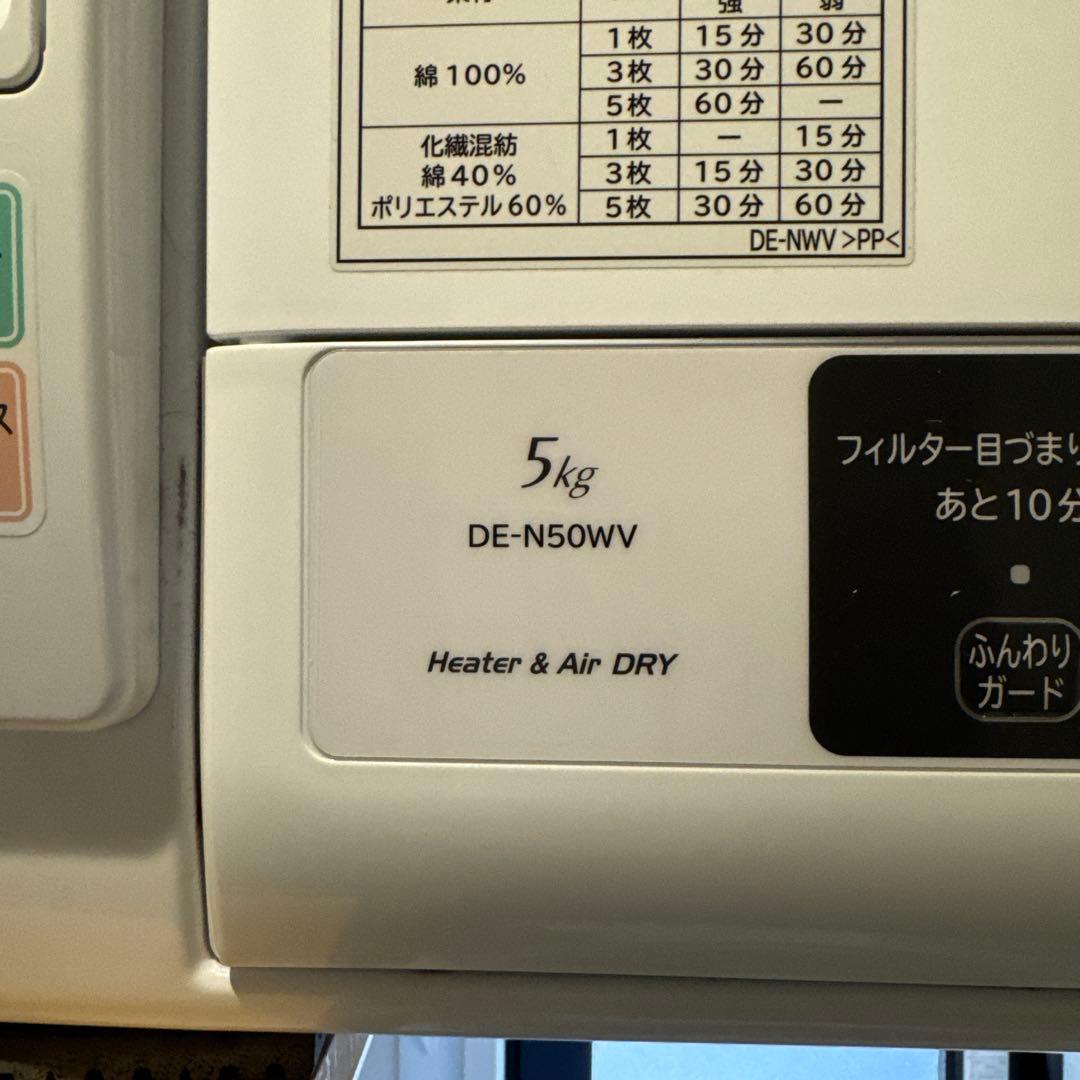 強 弱
綿100%
1枚 15分 30分
3枚 30分 60分
5枚 60分 ー
化繊混紡
綿40%
ポリエステル60%
1枚 ー 15分
3枚 15分 30分
5枚 30分 60分
DE-NWV >PP<
ス
5kg
DE-N50WV
Heater & Air DRY
フィルター目づまり
あと10分
ふんわり
ガード